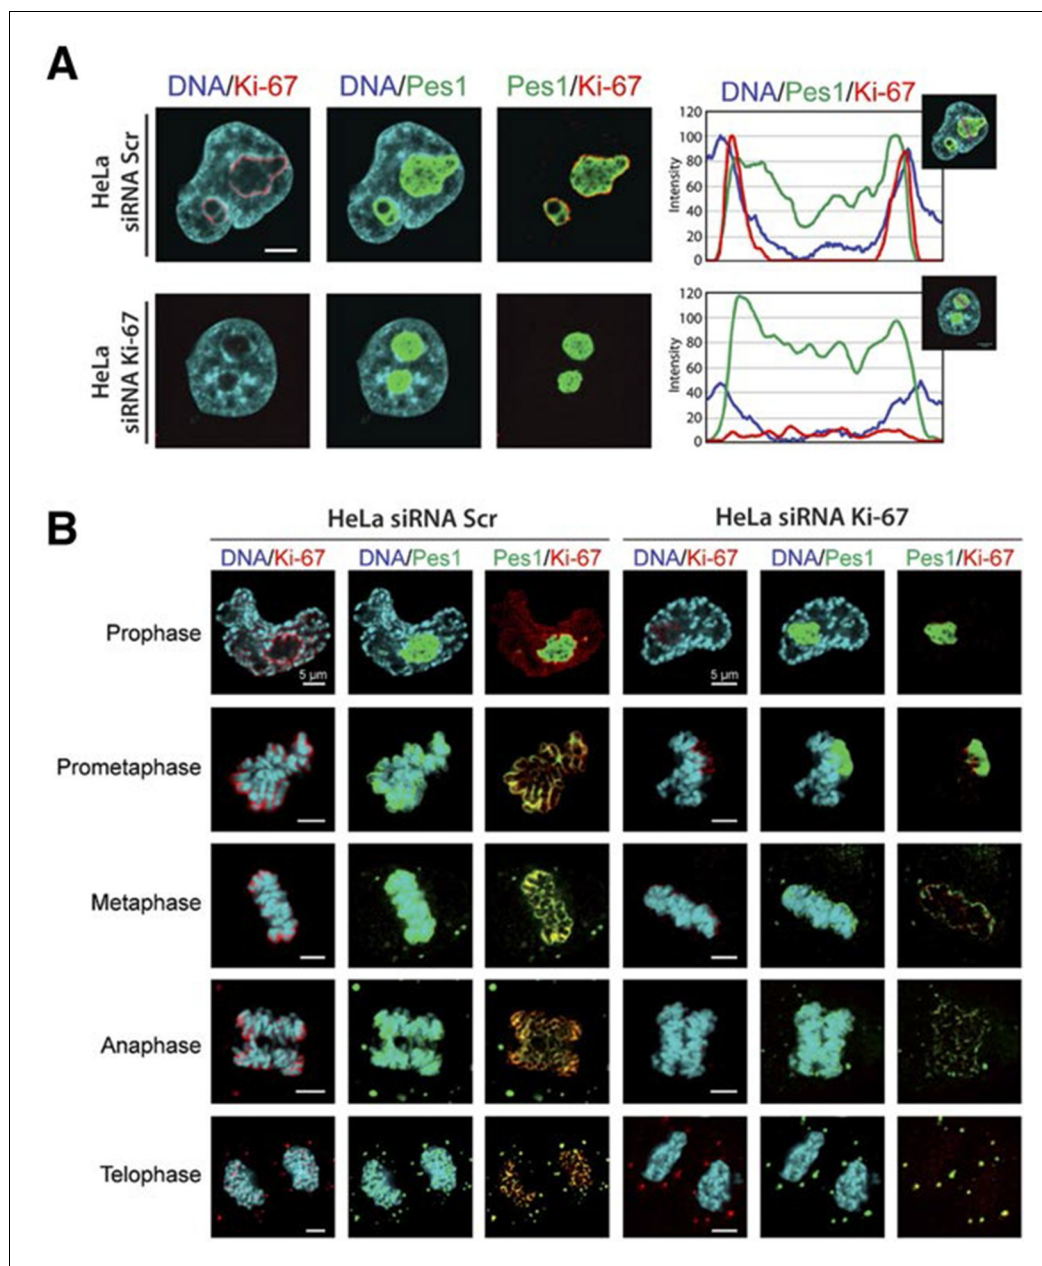 A
DNA/Ki-67
DNA/Pes1
Pes1/Ki-67
DNA/Pes1/Ki-67
HeLa
siRNA Scr
Intensity
120
100
80
60
40
20
0
HeLa
siRNA Ki-67
Intensity
120
100
80
60
40
20
0
B
HeLa siRNA Scr
HeLa siRNA Ki-67
DNA/Ki-67
DNA/Pes1
Pes1/Ki-67
DNA/Ki-67
DNA/Pes1
Pes1/Ki-67
Prophase
5 µm
5 µm
Prometaphase
Metaphase
Anaphase
Telophase